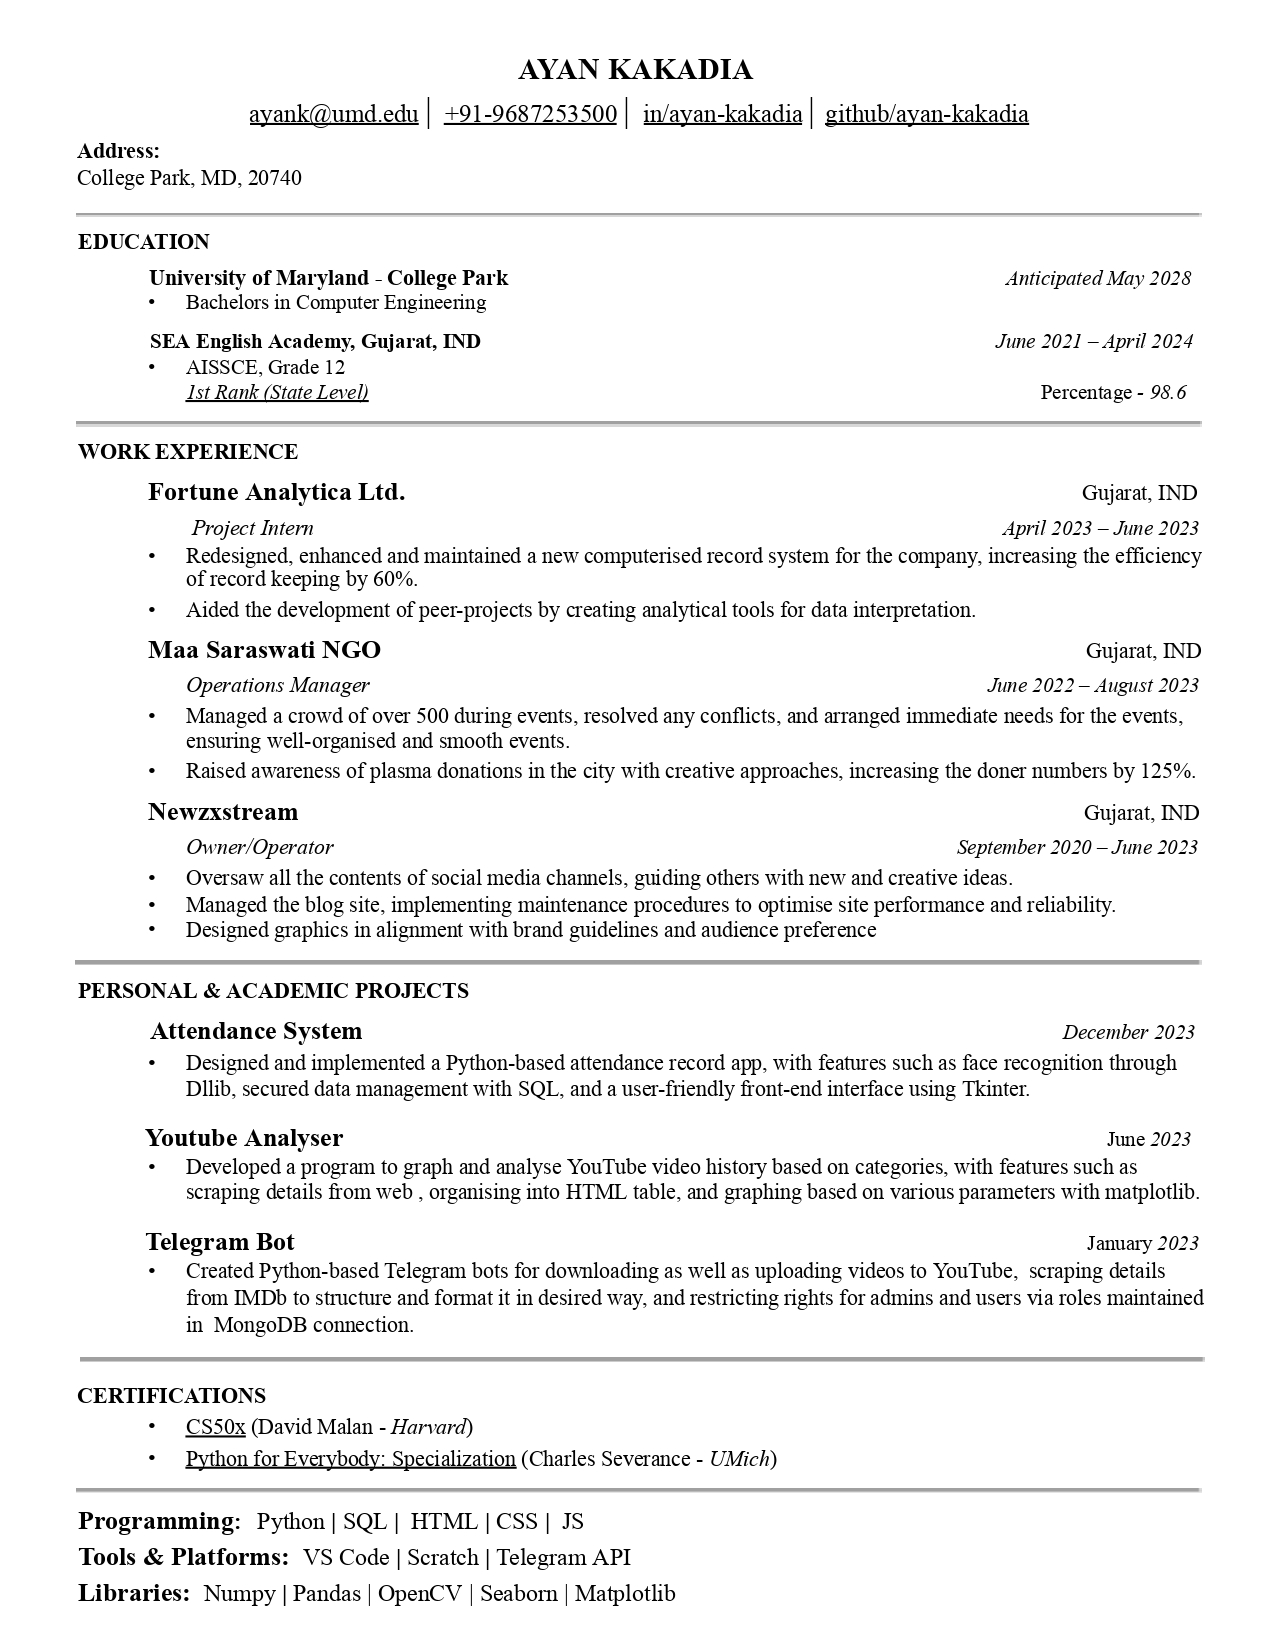 AYAN KAKADIA
ayank@umd.edu | +91-9687253500 | in/ayan-kakadia | github/ayan-kakadia
Address:
College Park, MD, 20740
EDUCATION
University of Maryland - College Park Anticipated May 2028
• Bachelors in Computer Engineering
SEA English Academy, Gujarat, IND June 2021 – April 2024
• AISSCE, Grade 12
1st Rank (State Level) Percentage - 98.6
WORK EXPERIENCE
Fortune Analytica Ltd. Gujarat, IND
Project Intern April 2023 – June 2023
• Redesigned, enhanced and maintained a new computerised record system for the company, increasing the efficiency
of record keeping by 60%.
• Aided the development of peer-projects by creating analytical tools for data interpretation.
Maa Saraswati NGO Gujarat, IND
Operations Manager June 2022 – August 2023
• Managed a crowd of over 500 during events, resolved any conflicts, and arranged immediate needs for the events,
ensuring well-organised and smooth events.
• Raised awareness of plasma donations in the city with creative approaches, increasing the doner numbers by 125%.
Newzxstream Gujarat, IND
Owner/Operator September 2020 – June 2023
• Oversaw all the contents of social media channels, guiding others with new and creative ideas.
• Managed the blog site, implementing maintenance procedures to optimise site performance and reliability.
• Designed graphics in alignment with brand guidelines and audience preference
PERSONAL & ACADEMIC PROJECTS
Attendance System December 2023
• Designed and implemented a Python-based attendance record app, with features such as face recognition through
Dllib, secured data management with SQL, and a user-friendly front-end interface using Tkinter.
Youtube Analyser June 2023
• Developed a program to graph and analyse YouTube video history based on categories, with features such as
scraping details from web , organising into HTML table, and graphing based on various parameters with matplotlib.
Telegram Bot January 2023
• Created Python-based Telegram bots for downloading as well as uploading videos to YouTube, scraping details
from IMDb to structure and format it in desired way, and restricting rights for admins and users via roles maintained
in MongoDB connection.
CERTIFICATIONS
• CS50x (David Malan - Harvard)
• Python for Everybody: Specialization (Charles Severance - UMich)
Programming: Python | SQL | HTML | CSS | JS
Tools & Platforms: VS Code | Scratch | Telegram API
Libraries: Numpy | Pandas | OpenCV | Seaborn | Matplotlib